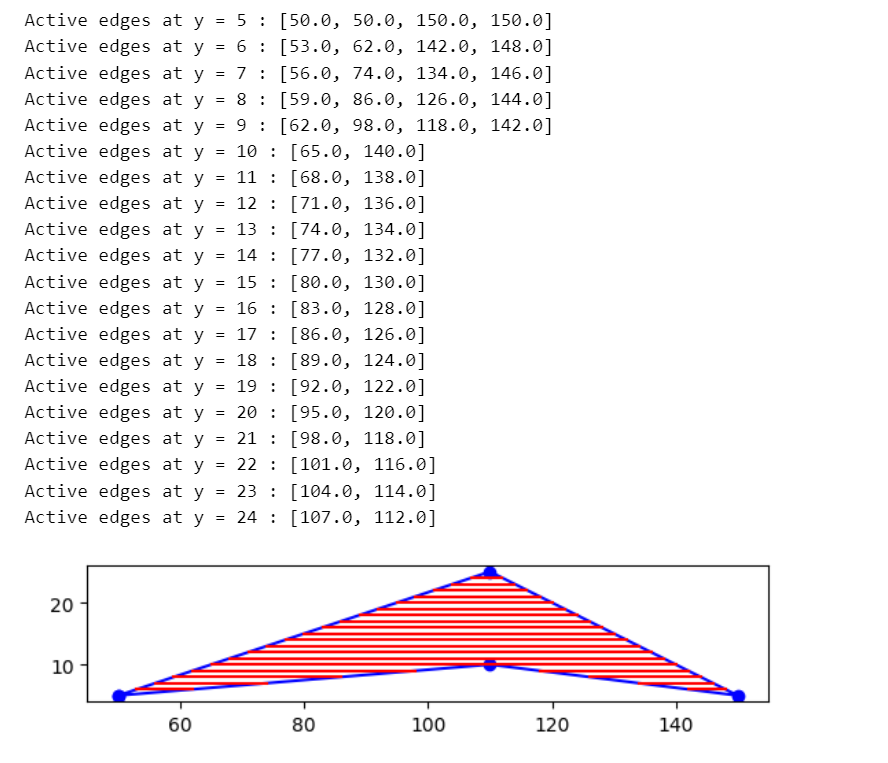 Active edges at y = 5 : [50.0, 50.0, 150.0, 150.0]
Active edges at y = 6 : [53.0, 62.0, 142.0, 148.0]
Active edges at y = 7 : [56.0, 74.0, 134.0, 146.0]
Active edges at y = 8 : [59.0, 86.0, 126.0, 144.0]
Active edges at y = 9 : [62.0, 98.0, 118.0, 142.0]
Active edges at y = 10 : [65.0, 140.0]
Active edges at y = 11 : [68.0, 138.0]
Active edges at y = 12 : [71.0, 136.0]
Active edges at y = 13 : [74.0, 134.0]
Active edges at y = 14 : [77.0, 132.0]
Active edges at y = 15 : [80.0, 130.0]
Active edges at y = 16 : [83.0, 128.0]
Active edges at y = 17 : [86.0, 126.0]
Active edges at y = 18 : [89.0, 124.0]
Active edges at y = 19 : [92.0, 122.0]
Active edges at y = 20 : [95.0, 120.0]
Active edges at y = 21 : [98.0, 118.0]
Active edges at y = 22 : [101.0, 116.0]
Active edges at y = 23 : [104.0, 114.0]
Active edges at y = 24 : [107.0, 112.0]
20
10
60 80 100 120 140